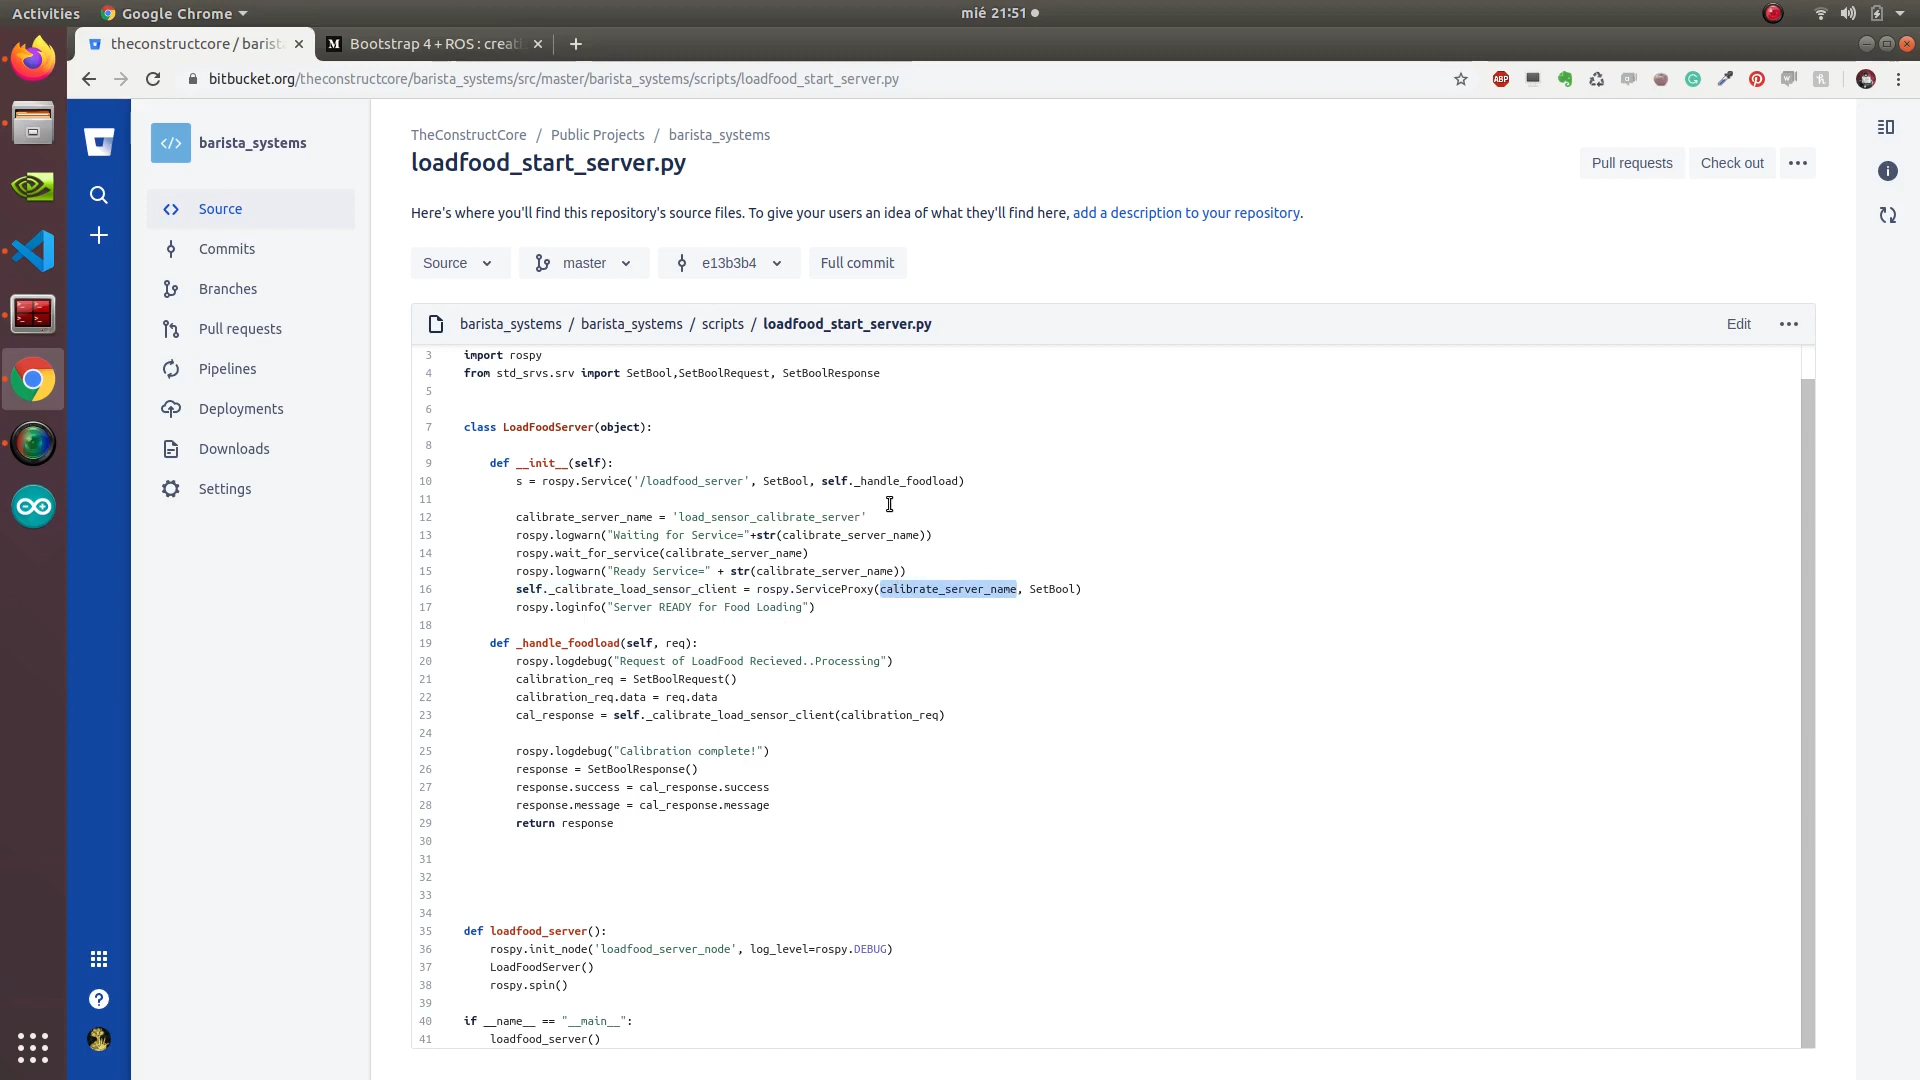 Activities
Google Chrome
mié 21:51
theconstructcore / barist
Bootstrap 4 + ROS : creati
bitbucket.org/theconstructcore/barista_systems/src/master/barista_systems/scripts/loadfood_start_server.py
ABP
barista_systems
Source
Commits
Branches
Pull requests
Pipelines
Deployments
Downloads
Settings
TheConstructCore / Public Projects / barista_systems
loadfood_start_server.py
Pull requests
Check out
Here's where you'll find this repository's source files. To give your users an idea of what they'll find here, add a description to your repository.
Source
master
e13b3b4
Full commit
barista_systems / barista_systems / scripts / loadfood_start_server.py
Edit
3 import rospy
4 from std_srvs.srv import SetBool,SetBoolRequest, SetBoolResponse
5
6
7 class LoadFoodServer(object):
8
9 def __init__(self):
10 s = rospy.Service('/loadfood_server', SetBool, self._handle_foodload)
11
12 calibrate_server_name = 'load_sensor_calibrate_server'
13 rospy.logwarn("Waiting for Service="+str(calibrate_server_name))
14 rospy.wait_for_service(calibrate_server_name)
15 rospy.logwarn("Ready Service=" + str(calibrate_server_name))
16 self._calibrate_load_sensor_client = rospy.ServiceProxy(calibrate_server_name, SetBool)
17 rospy.loginfo("Server READY for Food Loading")
18
19 def _handle_foodload(self, req):
20 rospy.logdebug("Request of LoadFood Recieved..Processing")
21 calibration_req = SetBoolRequest()
22 calibration_req.data = req.data
23 cal_response = self._calibrate_load_sensor_client(calibration_req)
24
25 rospy.logdebug("Calibration complete!")
26 response = SetBoolResponse()
27 response.success = cal_response.success
28 response.message = cal_response.message
29 return response
30
31
32
33
34
35 def loadfood_server():
36 rospy.init_node('loadfood_server_node', log_level=rospy.DEBUG)
37 LoadFoodServer()
38 rospy.spin()
39
40 if __name__ == "__main__":
41 loadfood_server()